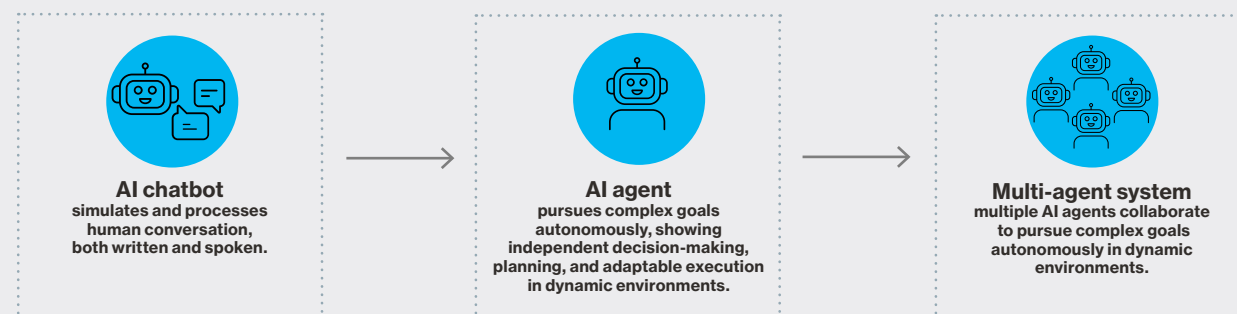 AI chatbot
simulates and processes
human conversation,
both written and spoken.
AI agent
pursues complex goals
autonomously, showing
independent decision-making,
planning, and adaptable execution
in dynamic environments.
Multi-agent system
multiple AI agents collaborate
to pursue complex goals
autonomously in dynamic
environments.